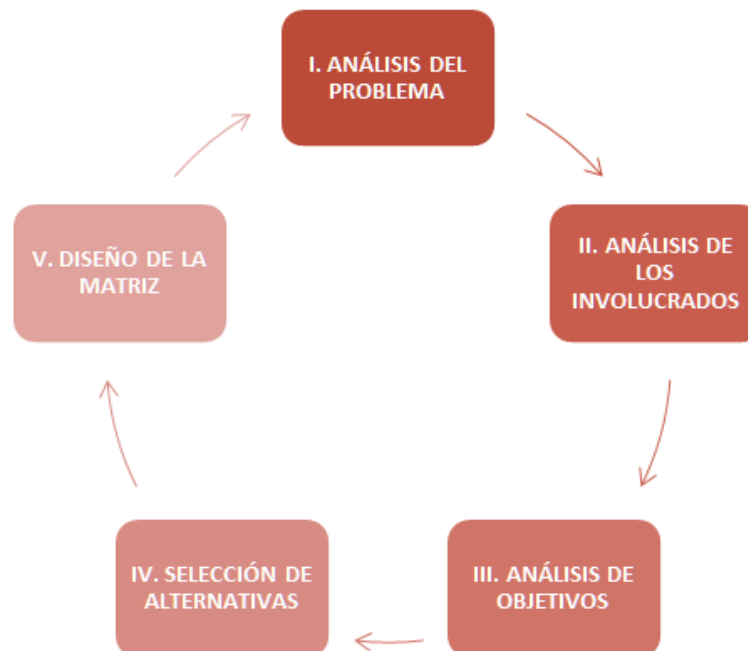 I. ANÁLISIS DEL
PROBLEMA
II. ANÁLISIS DE
LOS
INVOLUCRADOS
III. ANÁLISIS DE
OBJETIVOS
IV. SELECCIÓN DE
ALTERNATIVAS
V. DISEÑO DE LA
MATRIZ